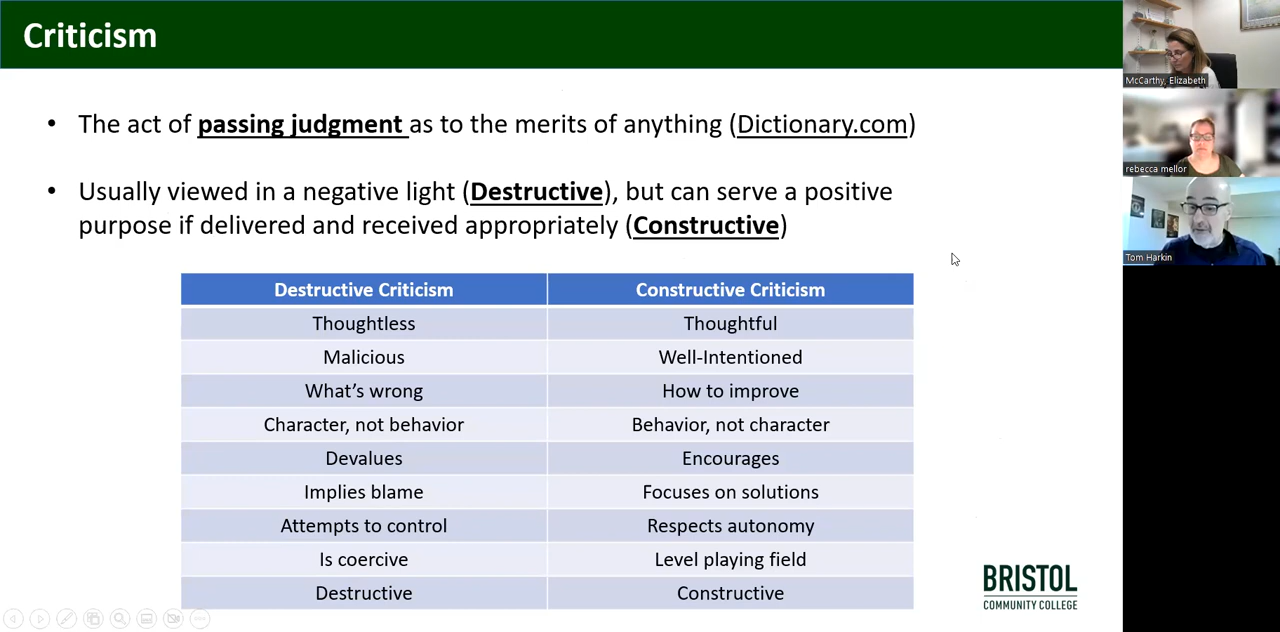 Criticism
• The act of passing judgment as to the merits of anything (Dictionary.com)
• Usually viewed in a negative light (Destructive), but can serve a positive
purpose if delivered and received appropriately (Constructive)
Destructive Criticism Constructive Criticism
Thoughtless Thoughtful
Malicious Well-Intentioned
What's wrong How to improve
Character, not behavior Behavior, not character
Devalues Encourages
Implies blame Focuses on solutions
Attempts to control Respects autonomy
Is coercive Level playing field
Destructive Constructive
BRISTOL
COMMUNITY COLLEGE
McCarthy, Elizabeth
rebecca mellor
Tom Harkin